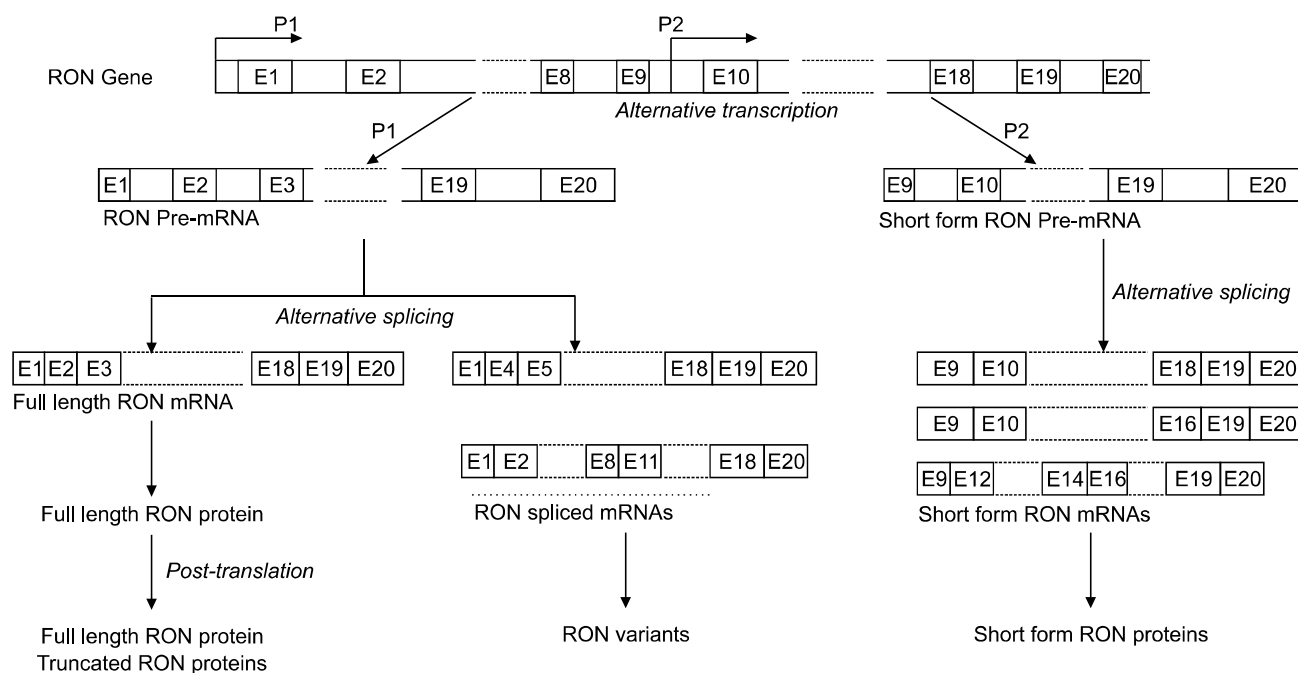 P1 P2
RON Gene E1 E2 E8 E9 E10 E18 E19 E20
Alternative transcription
P1 P2
E1 E2 E3 E19 E20 E9 E10 E19 E20
RON Pre-mRNA Short form RON Pre-mRNA
Alternative splicing Alternative splicing
E1 E2 E3 E18 E19 E20 E1 E4 E5 E18 E19 E20 E9 E10 E18 E19 E20
Full length RON mRNA
E9 E10 E16 E19 E20
E1 E2 E8 E11 E18 E20 E9 E12 E14 E16 E19 E20
Full length RON protein RON spliced mRNAs Short form RON mRNAs
Post-translation
Full length RON protein RON variants Short form RON proteins
Truncated RON proteins